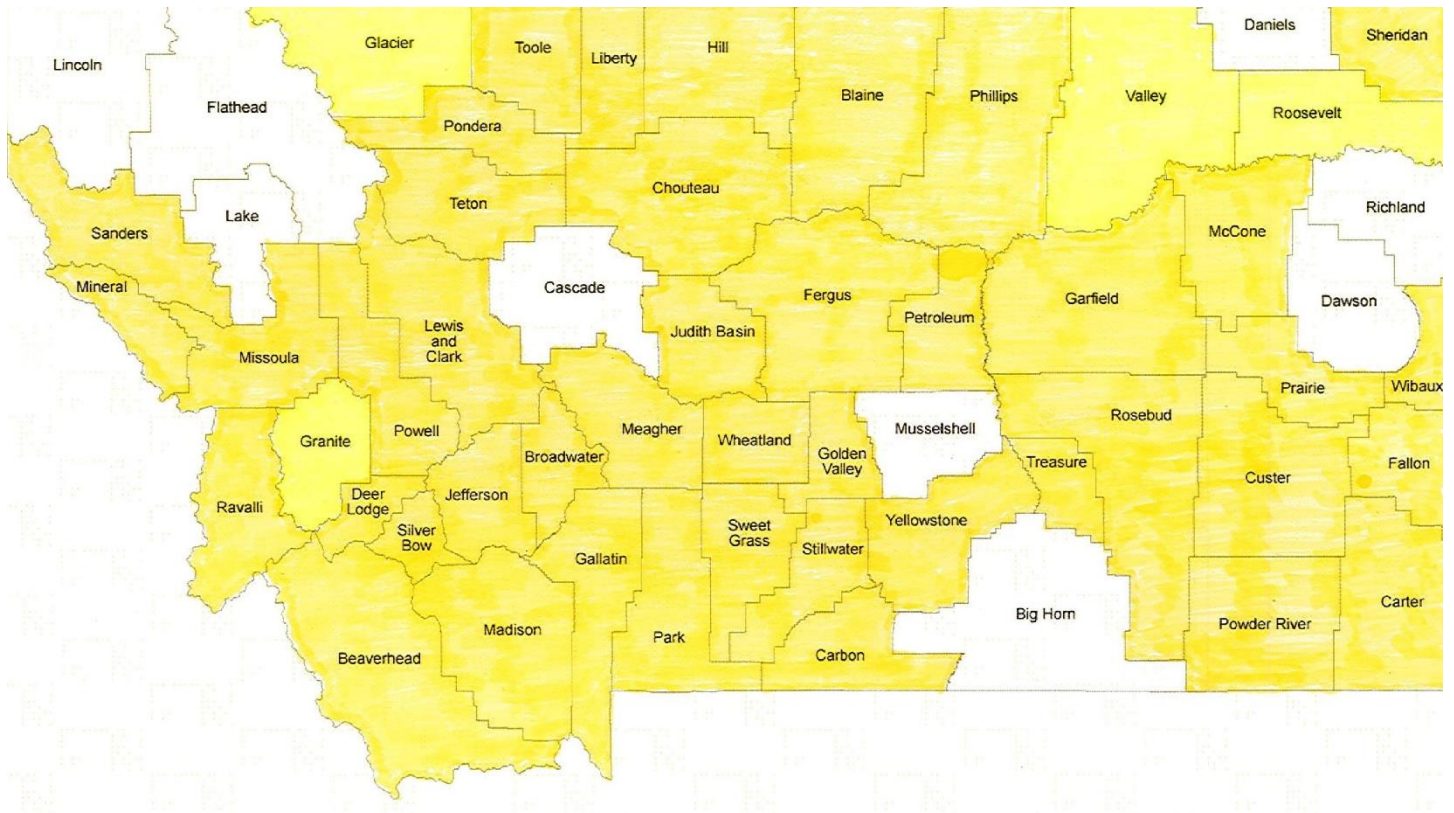 Daniels
Sheridan
Glacier
Toole
Liberty
Hill
Lincoln
Flathead
Blaine
Phillips
Valley
Roosevelt
Pondera
Chouteau
Teton
Lake
Richland
Sanders
McCone
Mineral
Cascade
Fergus
Garfield
Dawson
Petroleum
Lewis
and
Clark
Judith Basin
Missoula
Prairie
Wibaux
Rosebud
Granite
Powell
Meagher
Wheatland
Musselshell
Broadwater
Golden
Valley
Treasure
Fallon
Custer
Ravalli
Deer
Lodge
Jefferson
Silver
Bow
Sweet
Grass
Yellowstone
Stillwater
Gallatin
Carter
Big Horn
Powder River
Madison
Park
Beaverhead
Carbon